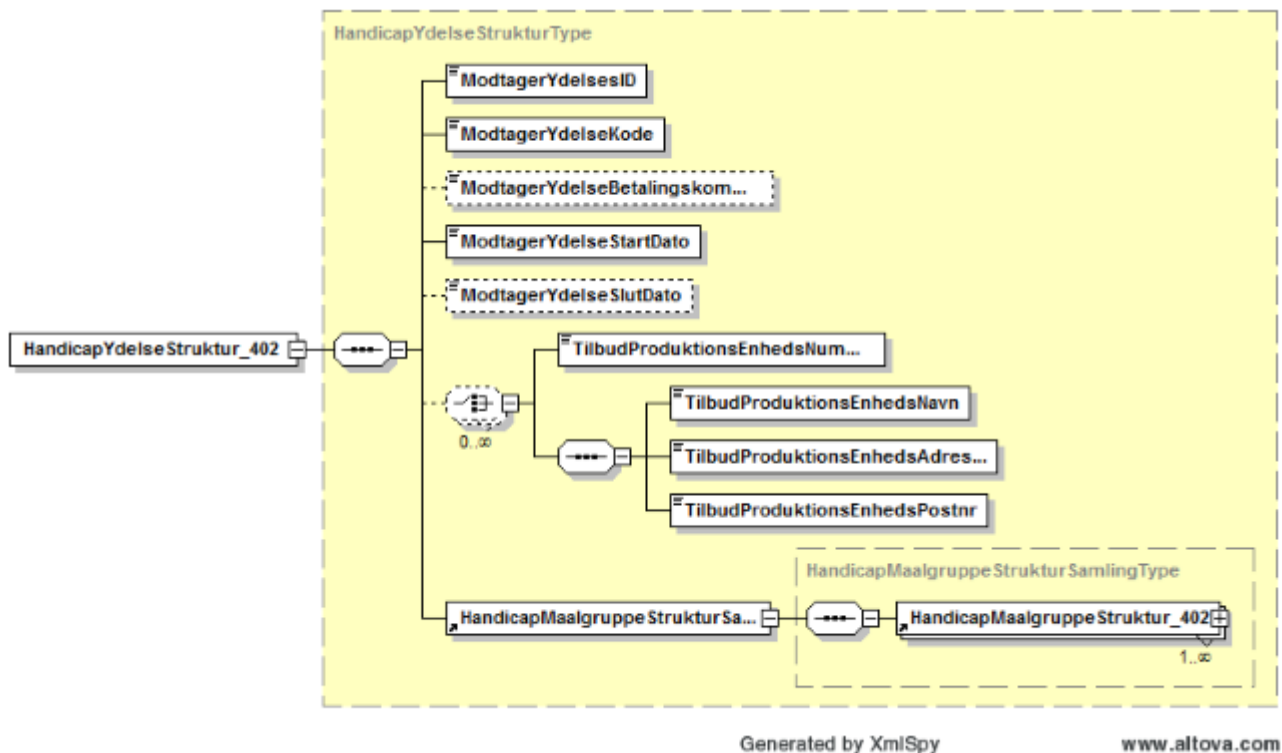 HandicapYdelseStrukturType
ModtagerYdelsesID
ModtagerYdelseKode
ModtagerYdelseBetalingskom...
ModtagerYdelseStartDato
ModtagerYdelseSlutDato
HandicapYdelseStruktur_402
TilbudProduktionsEnhedsNum...
0..∞
TilbudProduktionsEnhedsNavn
TilbudProduktionsEnhedsAdres...
TilbudProduktionsEnhedsPostnr
HandicapMaalgruppeStrukturSamlingType
HandicapMaalgruppeStrukturSa...
HandicapMaalgruppeStruktur_402
1..∞
Generated by XmlSpy www.altova.com